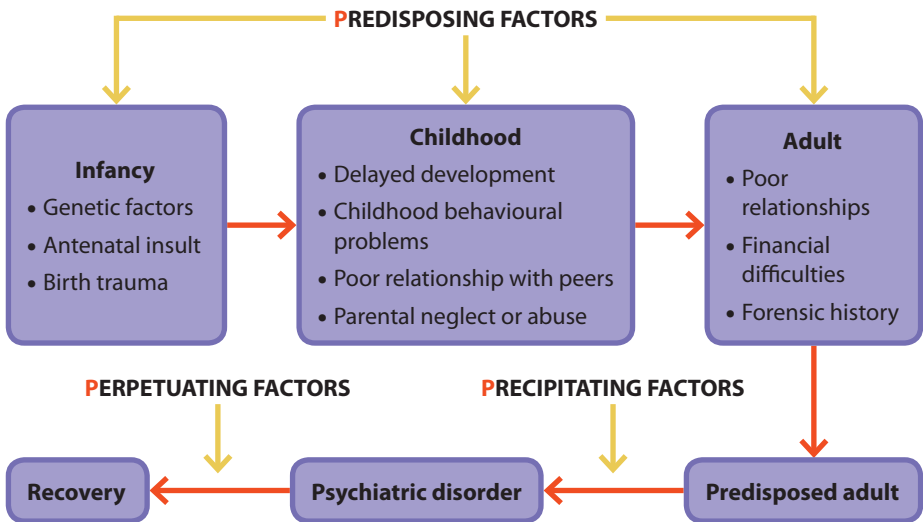 PREDISPOSING FACTORS
Infancy
• Genetic factors
• Antenatal insult
• Birth trauma
Childhood
• Delayed development
• Childhood behavioural
problems
• Poor relationship with peers
• Parental neglect or abuse
Adult
• Poor
relationships
• Financial
difficulties
• Forensic history
PERPETUATING FACTORS
PRECIPITATING FACTORS
Recovery
Psychiatric disorder
Predisposed adult